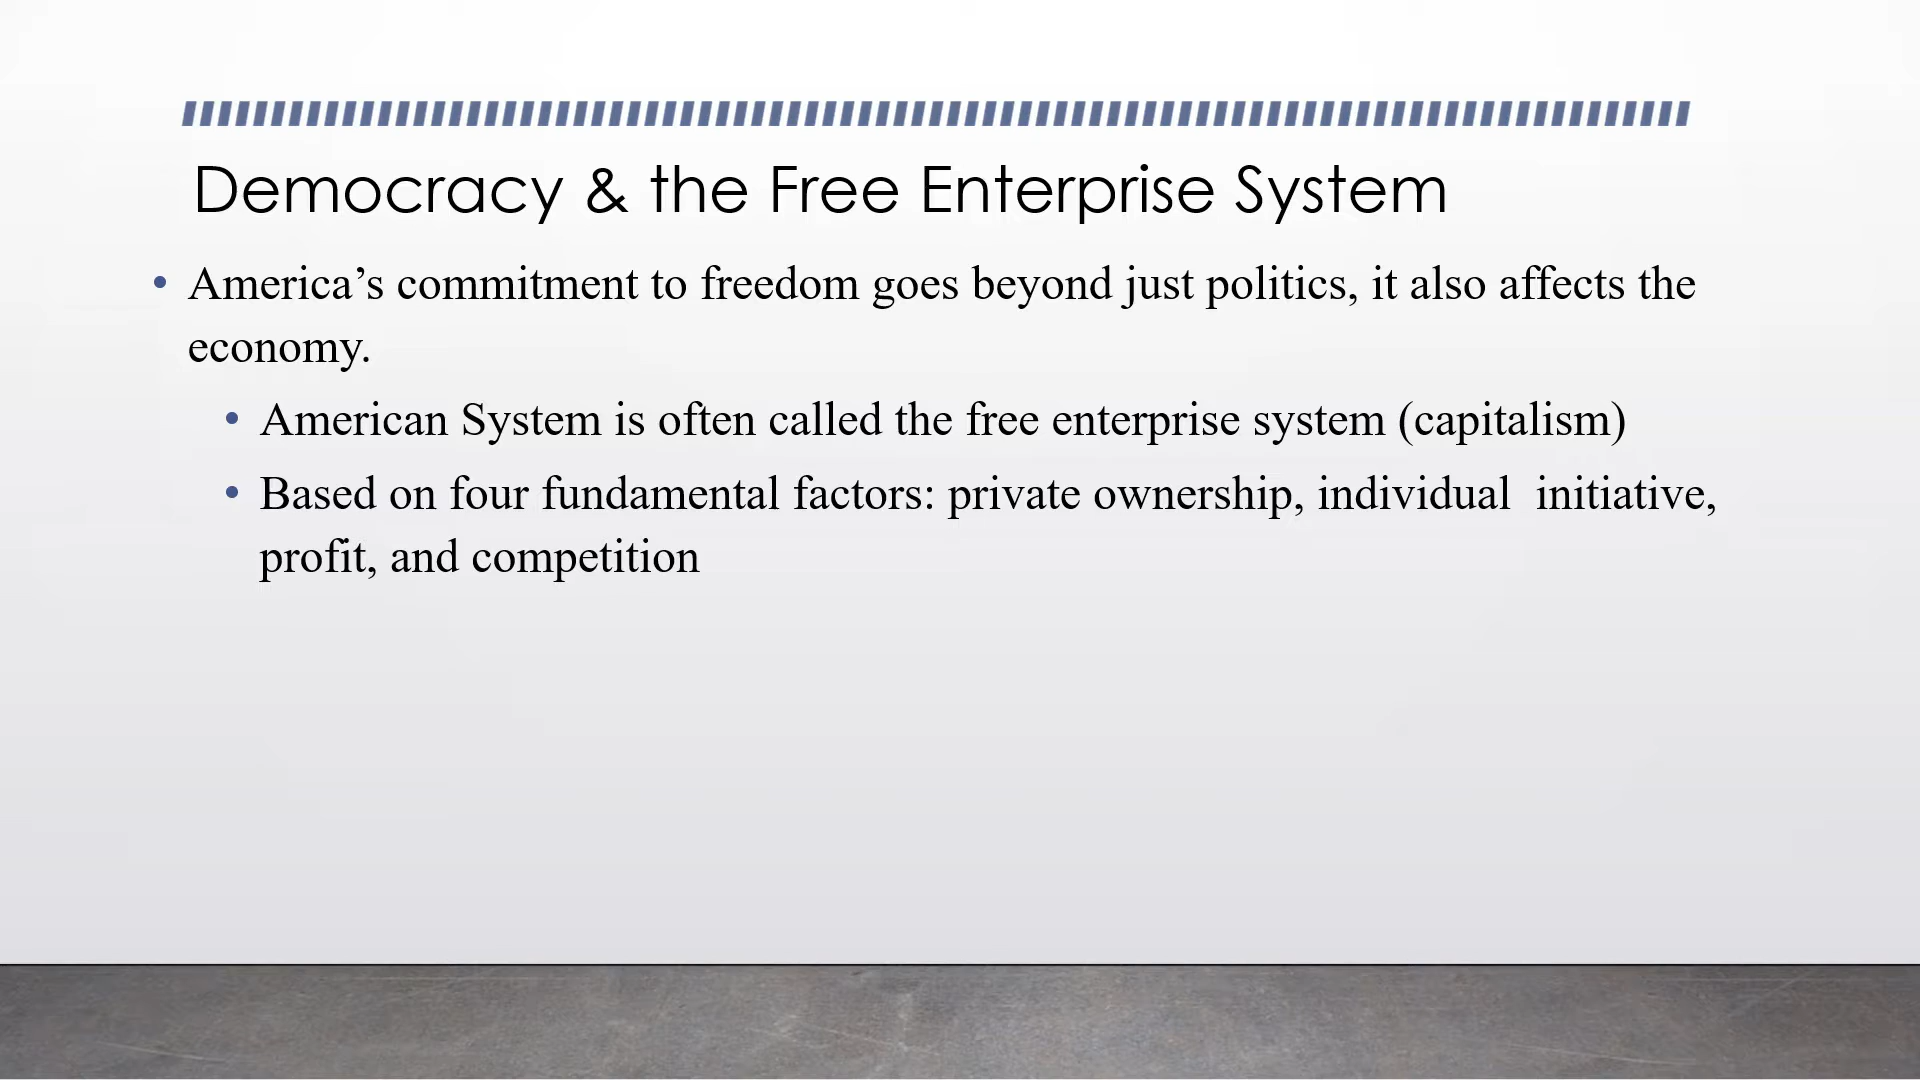 Democracy & the Free Enterprise System
• America’s commitment to freedom goes beyond just politics, it also affects the
economy.
• American System is often called the free enterprise system (capitalism)
• Based on four fundamental factors: private ownership, individual  initiative,
profit, and competition